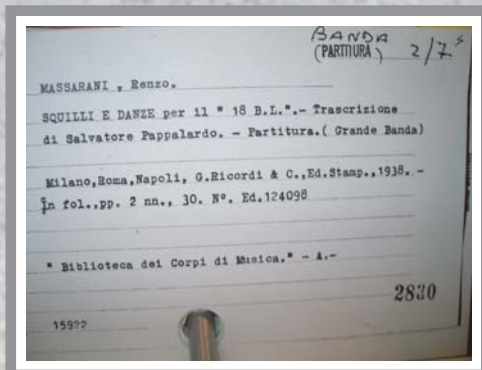 BANDA
(PARTITURA) 2/7 s
MASSARANI , Renzo.
SQUILLI E DANZE per il " 18 B.L.".- Trascrizione
di Salvatore Pappalardo. - Partitura.( Grande Banda)
Milano,Roma,Napoli, G.Ricordi & C.,Ed.Stamp.,1938. -
in fol.,pp. 2 nn., 30. Nº. Ed.124098
" Biblioteca dei Corpi di Musica." - A.-
2830
15922